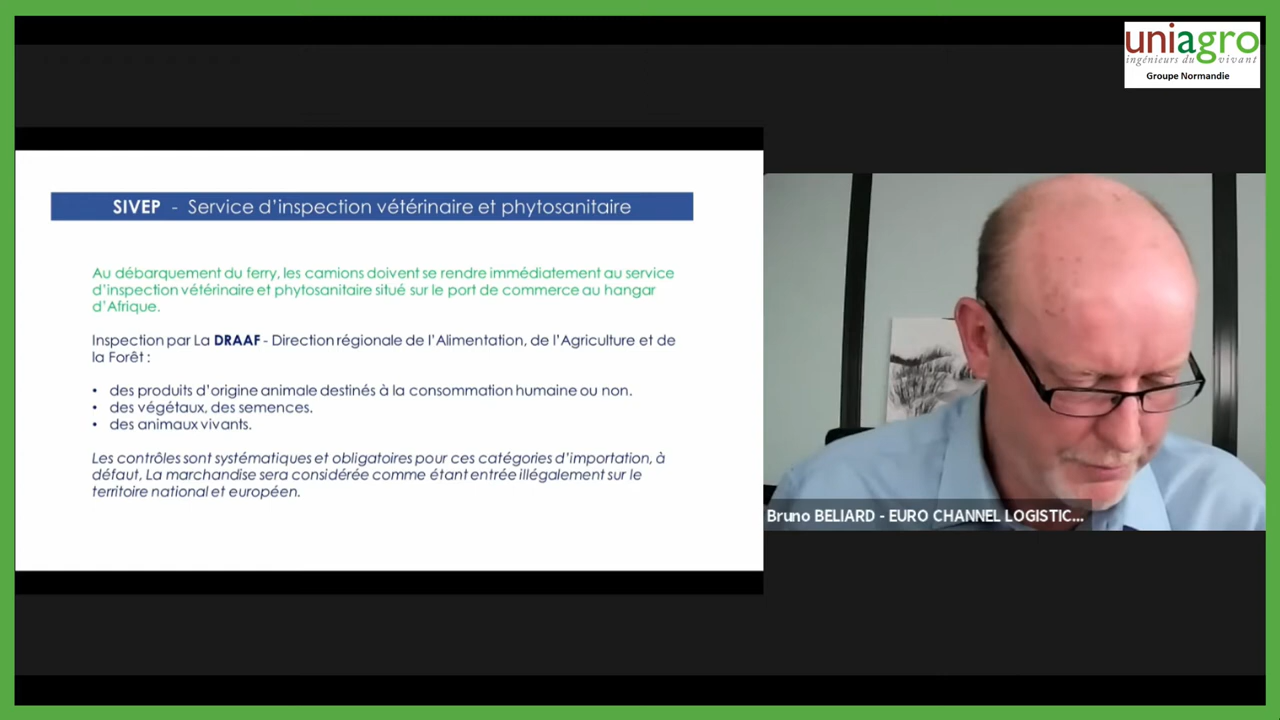 uniagro
ingénieurs du vivant
Groupe Normandie
SIVEP - Service d'inspection vétérinaire et phytosanitaire
Au débarquement du ferry, les camions doivent se rendre immédiatement au service
d'inspection vétérinaire et phytosanitaire situé sur le port de commerce au hangar
d'Afrique.
Inspection par La DRAAF - Direction régionale de l'Alimentation, de l'Agriculture et de
la Forêt :
• des produits d'origine animale destinés à la consommation humaine ou non.
• des végétaux, des semences.
• des animaux vivants.
Les contrôles sont systématiques et obligatoires pour ces catégories d'importation, à
défaut, La marchandise sera considérée comme étant entrée illégalement sur le
territoire national et européen.
Bruno BELIARD - EURO CHANNEL LOGISTIC...